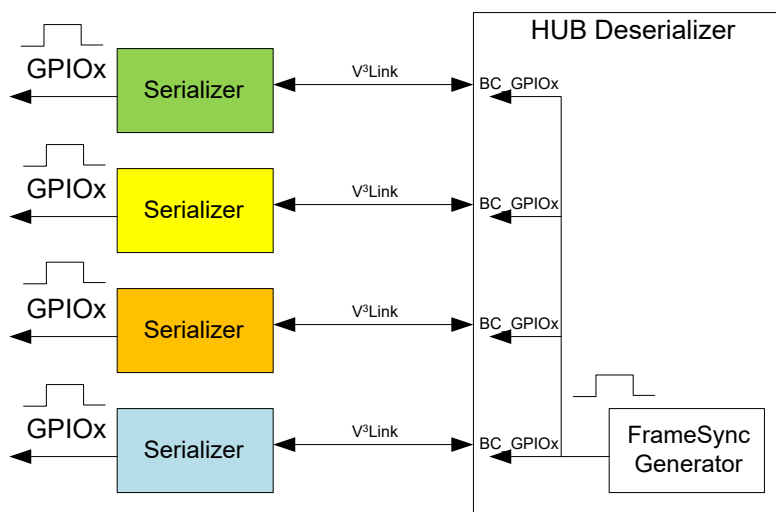 HUB Deserializer
GPIOx
Serializer
V³Link
BC_GPIOx
GPIOx
Serializer
V³Link
BC_GPIOx
GPIOx
Serializer
V³Link
BC_GPIOx
GPIOx
Serializer
V³Link
BC_GPIOx
FrameSync
Generator